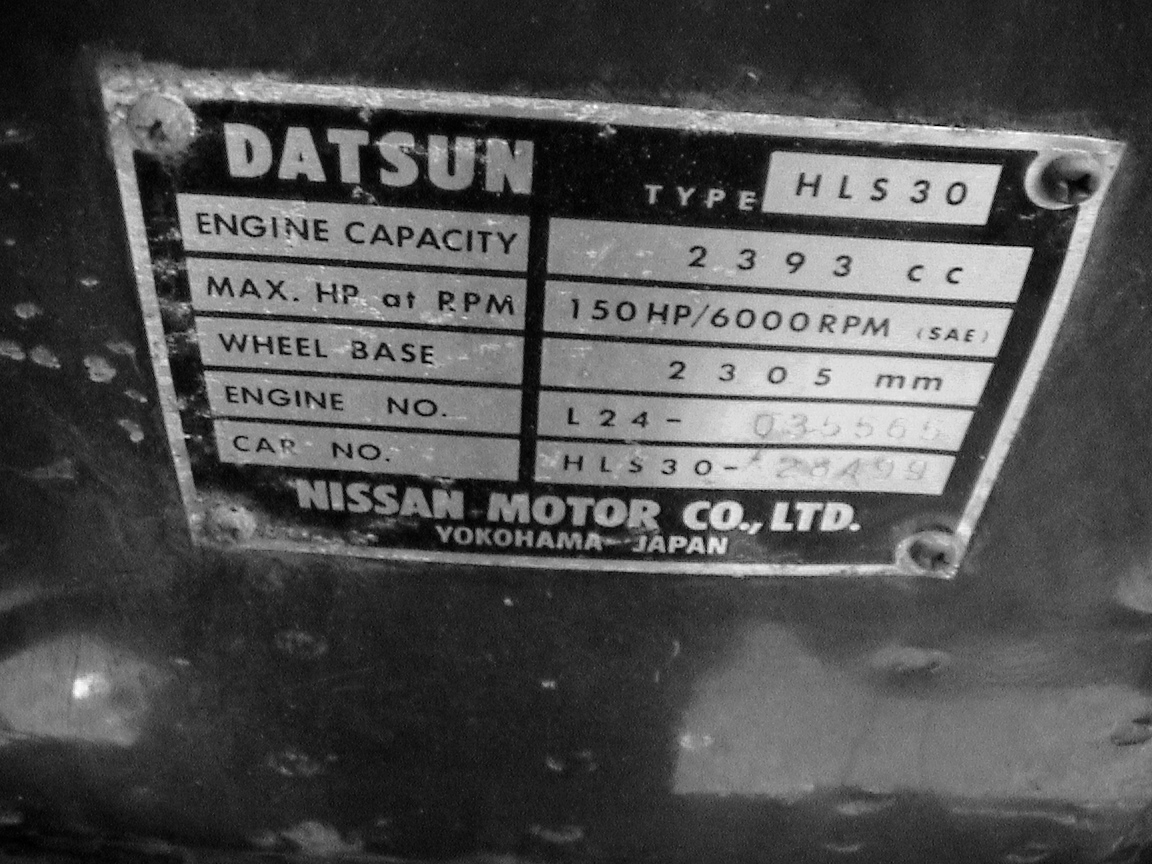 DATSUN
TYPE HLS30
ENGINE CAPACITY 2393 cc
MAX. HP at RPM 150HP/6000RPM (SAE)
WHEEL BASE 2305 mm
ENGINE NO. L24- 035565
CAR NO. HLS30- 28499
NISSAN MOTOR CO., LTD.
YOKOHAMA JAPAN